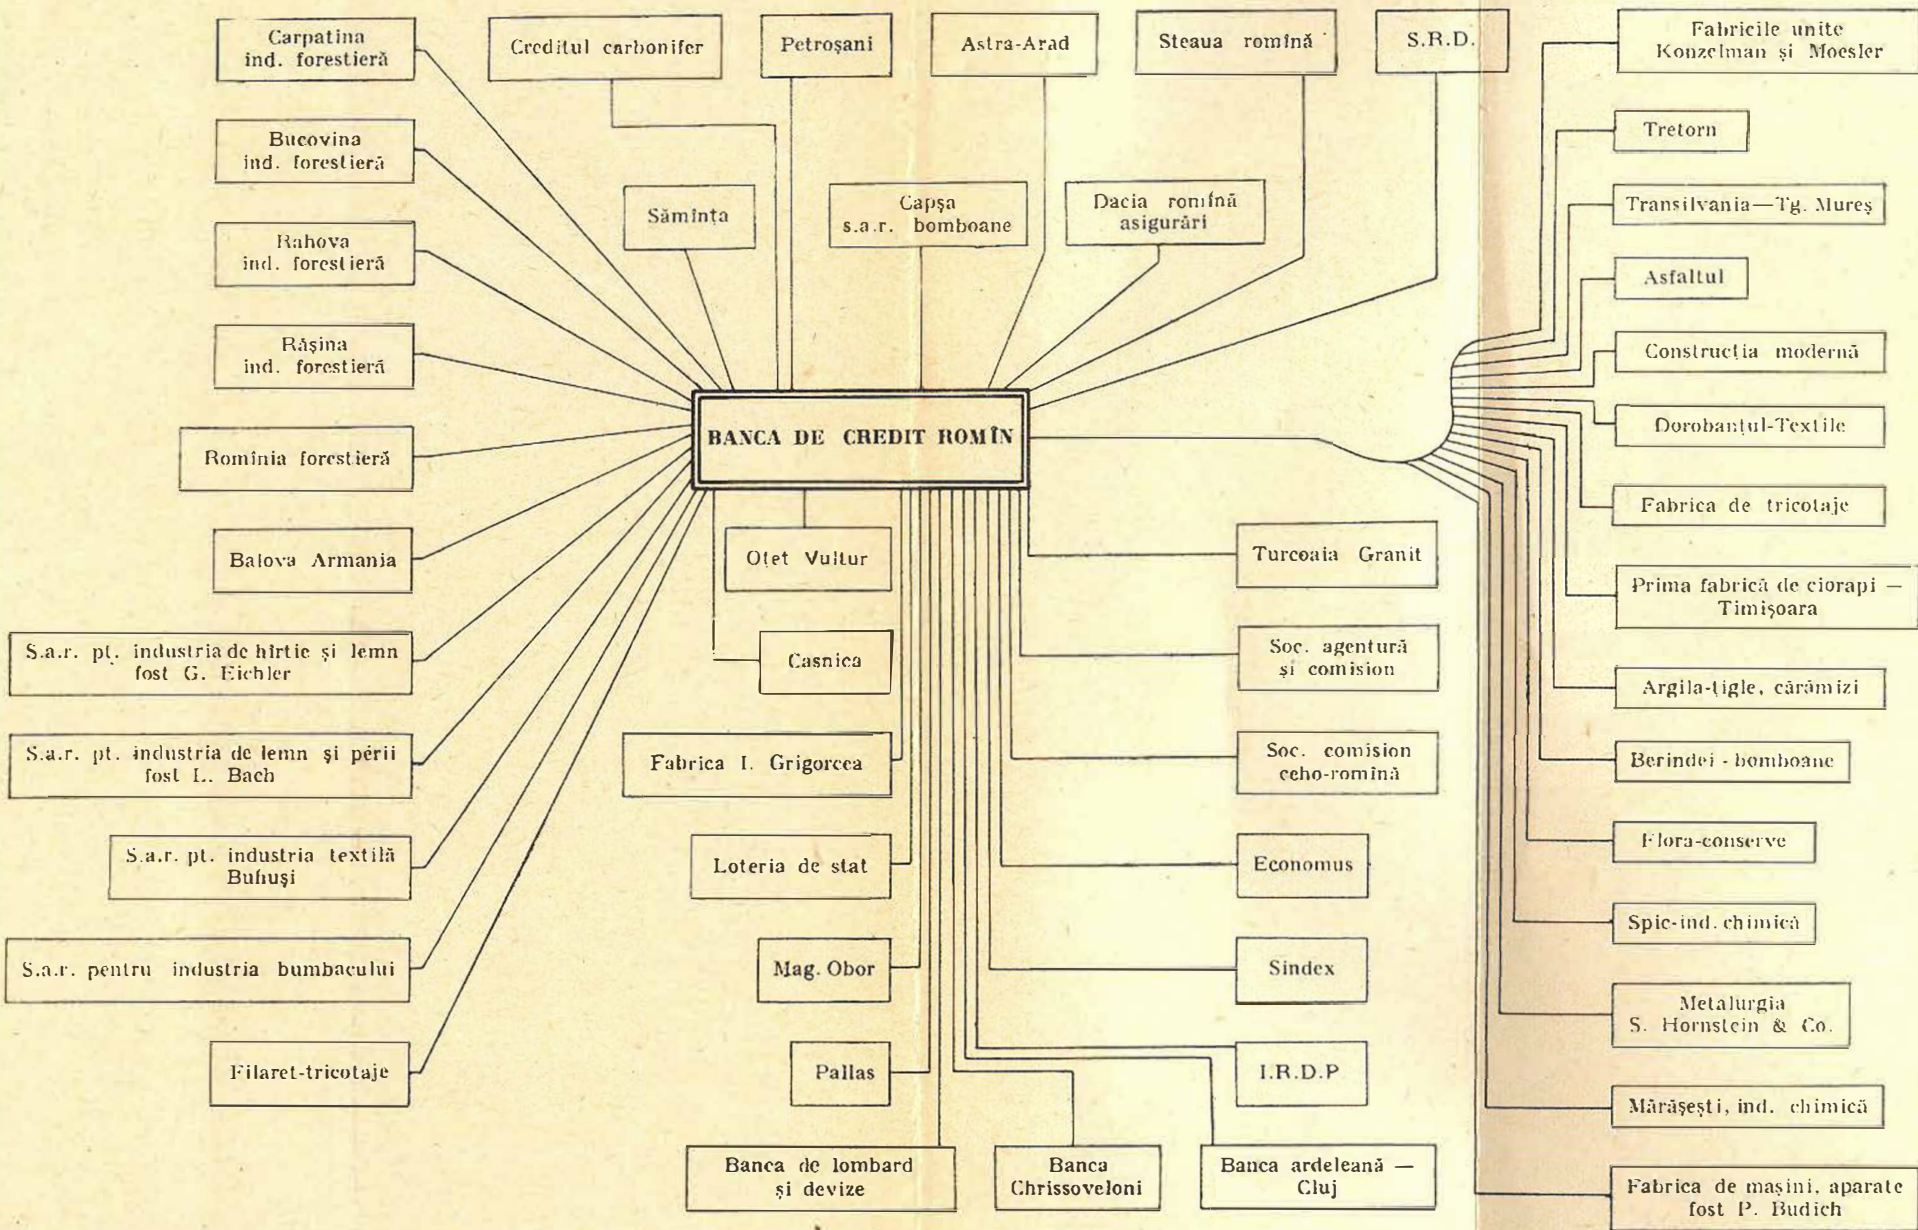 Carpatina
ind. forestieră
Creditul carbonifer
Petroşani
Astra-Arad
Steaua romînă
S.R.D.
Fabricile unite
Konzelman şi Moesler
Bucovina
ind. forestieră
Tretorn
Sămînţa
Capşa
s.a.r. bomboane
Dacia romînă
asigurări
Transilvania—Tg. Mureş
Rahova
ind. forestieră
Asfaltul
Răşina
ind. forestieră
Construcţia modernă
BANCA DE CREDIT ROMÎN
Dorobanţul-Textile
Romînia forestieră
Fabrica de tricotaje
Balova Armania
Oţet Vultur
Turcoaia Granit
Prima fabrică de ciorapi —
Timişoara
S.a.r. pt. industria de hîrtie şi lemn
fost G. Eichler
Casnica
Soc. agentură
şi comision
Argila-ţigle, cărămizi
S.a.r. pt. industria de lemn şi périi
fost L. Bach
Fabrica I. Grigorcea
Soc. comision
ceho-romînă
Berindei - bomboane
S.a.r. pt. industria textilă
Buhuşi
Loteria de stat
Economus
Flora-conserve
S.a.r. pentru industria bumbacului
Mag. Obor
Sindex
Spic-ind. chimică
Metalurgia
S. Hornstein & Co.
Filaret-tricotaje
Pallas
I.R.D.P
Mărăşeşti, ind. chimică
Banca de lombard
şi devize
Banca
Chrissoveloni
Banca ardeleană —
Cluj
Fabrica de maşini, aparate
fost P. Budich